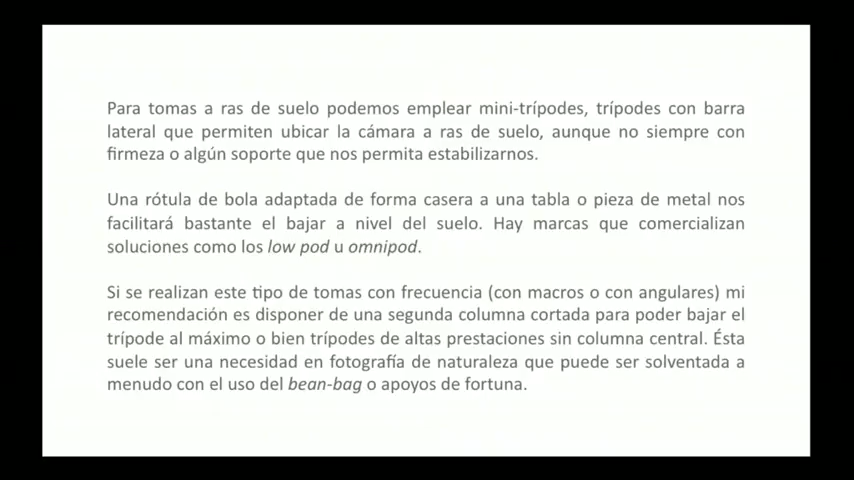 Para tomas a ras de suelo podemos emplear mini-trípodes, trípodes con barra
lateral que permiten ubicar la cámara a ras de suelo, aunque no siempre con
firmeza o algún soporte que nos permita estabilizarnos.
Una rótula de bola adaptada de forma casera a una tabla o pieza de metal nos
facilitará bastante el bajar a nivel del suelo. Hay marcas que comercializan
soluciones como los low pod u omnipod.
Si se realizan este tipo de tomas con frecuencia (con macros o con angulares) mi
recomendación es disponer de una segunda columna cortada para poder bajar el
trípode al máximo o bien trípodes de altas prestaciones sin columna central. Ésta
suele ser una necesidad en fotografía de naturaleza que puede ser solventada a
menudo con el uso del bean-bag o apoyos de fortuna.